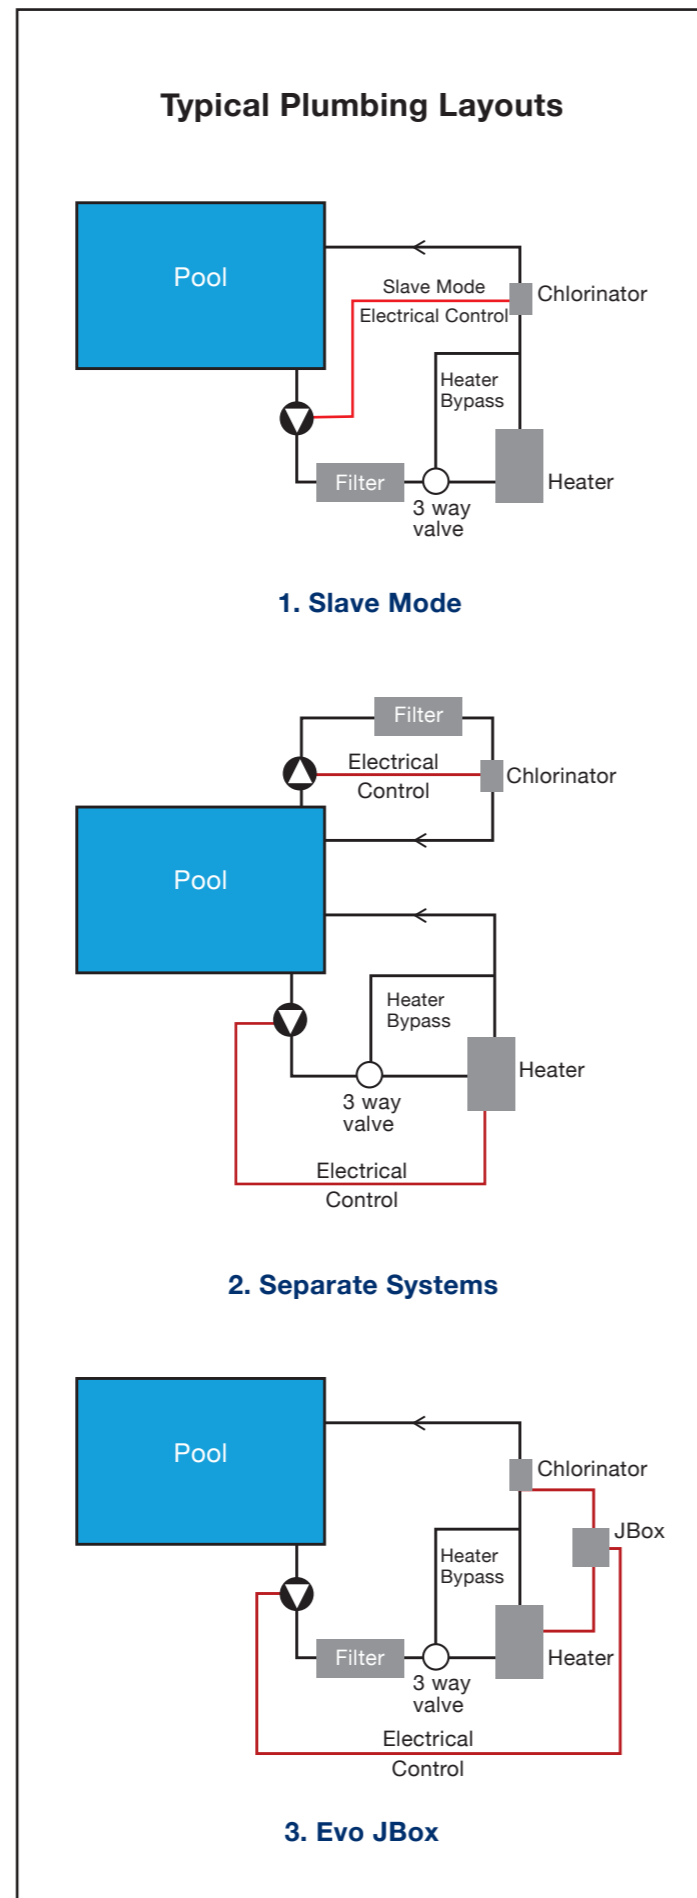 Typical Plumbing Layouts
Pool
Slave Mode
Electrical Control
Chlorinator
Heater
Bypass
Filter
3 way
valve
Heater
1. Slave Mode
Filter
Electrical
Control
Chlorinator
Pool
Heater
Bypass
3 way
valve
Heater
Electrical
Control
2. Separate Systems
Pool
Chlorinator
JBox
Heater
Bypass
Filter
3 way
valve
Heater
Electrical
Control
3. Evo JBox